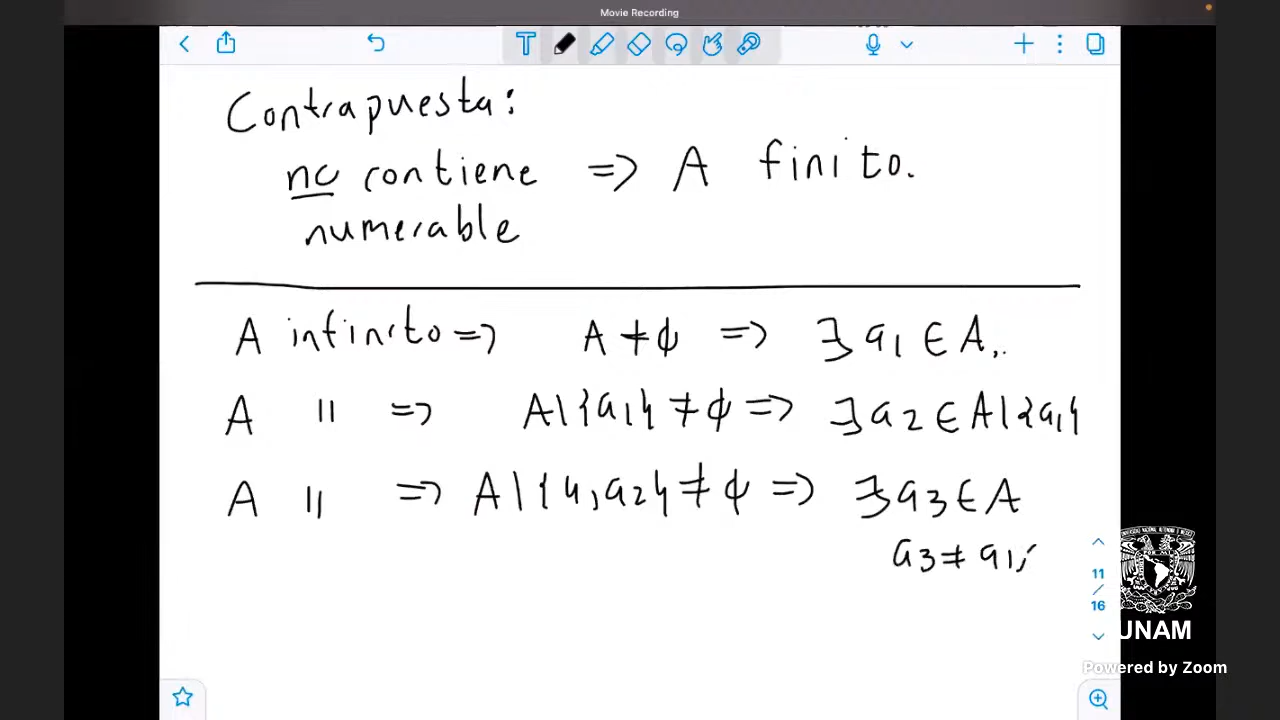 Movie Recording
Contrapuesta:
no contiene => A finito.
numerable
A infinito => A ≠ ϕ => ∃ a1 ∈ A,.
A " => A\{a1} ≠ ϕ => ∃ a2 ∈ A\{a1}
A " => A\{a1,a2} ≠ ϕ => ∃ a3 ∈ A
a3 ≠ a1,
11
/
16
UNAM
Powered by Zoom